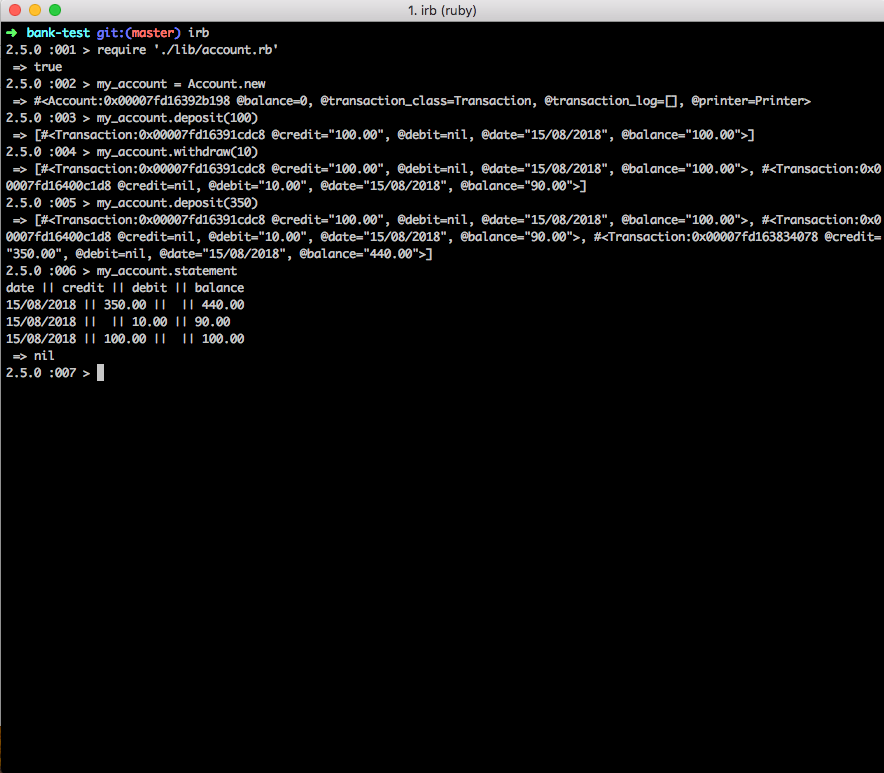 1. irb (ruby)
➜ bank-test git:(master) irb
2.5.0 :001 > require './lib/account.rb'
=> true
2.5.0 :002 > my_account = Account.new
=> #<Account:0x00007fd16392b198 @balance=0, @transaction_class=Transaction, @transaction_log=[], @printer=Printer>
2.5.0 :003 > my_account.deposit(100)
=> [#<Transaction:0x00007fd16391cdc8 @credit="100.00", @debit=nil, @date="15/08/2018", @balance="100.00">]
2.5.0 :004 > my_account.withdraw(10)
=> [#<Transaction:0x00007fd16391cdc8 @credit="100.00", @debit=nil, @date="15/08/2018", @balance="100.00">, #<Transaction:0x0
0007fd16400c1d8 @credit=nil, @debit="10.00", @date="15/08/2018", @balance="90.00">]
2.5.0 :005 > my_account.deposit(350)
=> [#<Transaction:0x00007fd16391cdc8 @credit="100.00", @debit=nil, @date="15/08/2018", @balance="100.00">, #<Transaction:0x0
0007fd16400c1d8 @credit=nil, @debit="10.00", @date="15/08/2018", @balance="90.00">, #<Transaction:0x00007fd163834078 @credit=
"350.00", @debit=nil, @date="15/08/2018", @balance="440.00">]
2.5.0 :006 > my_account.statement
date || credit || debit || balance
15/08/2018 || 350.00 ||  || 440.00
15/08/2018 ||  || 10.00 || 90.00
15/08/2018 || 100.00 ||  || 100.00
=> nil
2.5.0 :007 >